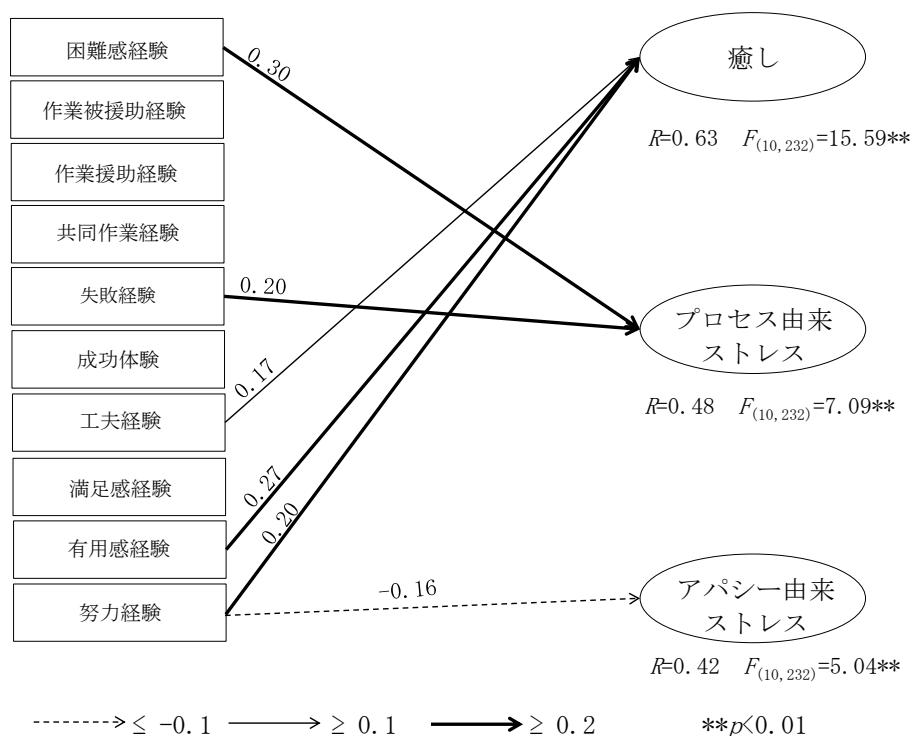 困難感経験
作業被援助経験
作業援助経験
共同作業経験
失敗経験
成功体験
工夫経験
満足感経験
有用感経験
努力経験
0.30
0.20
0.17
0.27
0.20
-0.16
癒し
R=0.63 F(10,232)=15.59**
プロセス由来
ストレス
R=0.48 F(10,232)=7.09**
アパシー由来
ストレス
R=0.42 F(10,232)=5.04**
≤ -0.1 ≥ 0.1 ≥ 0.2 **p<0.01